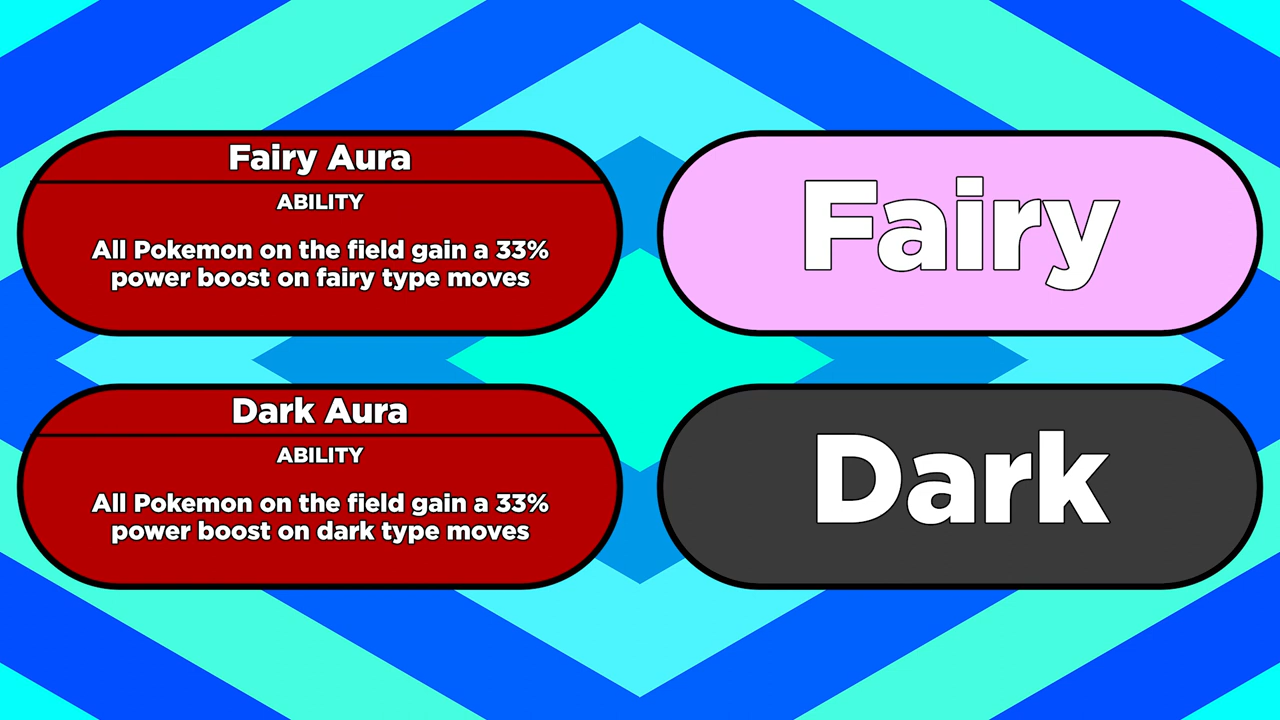 Fairy Aura
ABILITY
All Pokemon on the field gain a 33%
power boost on fairy type moves
Fairy
Dark Aura
ABILITY
All Pokemon on the field gain a 33%
power boost on dark type moves
Dark